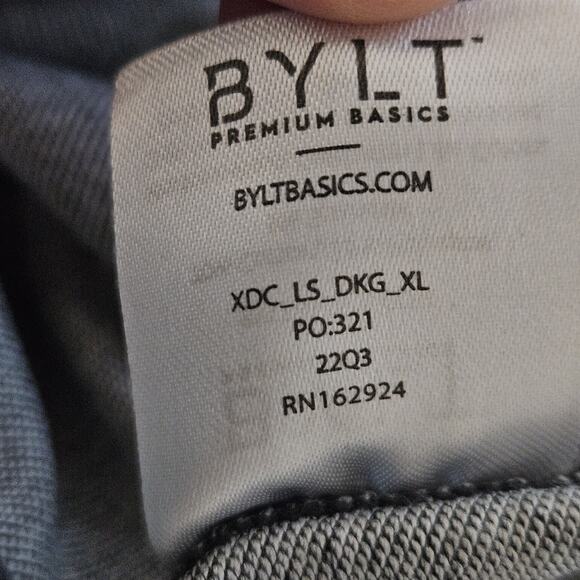 BYLT
PREMIUM BASICS
BYLTBASICS.COM
XDC_LS_DKG_XL
PO:321
22Q3
RN162924